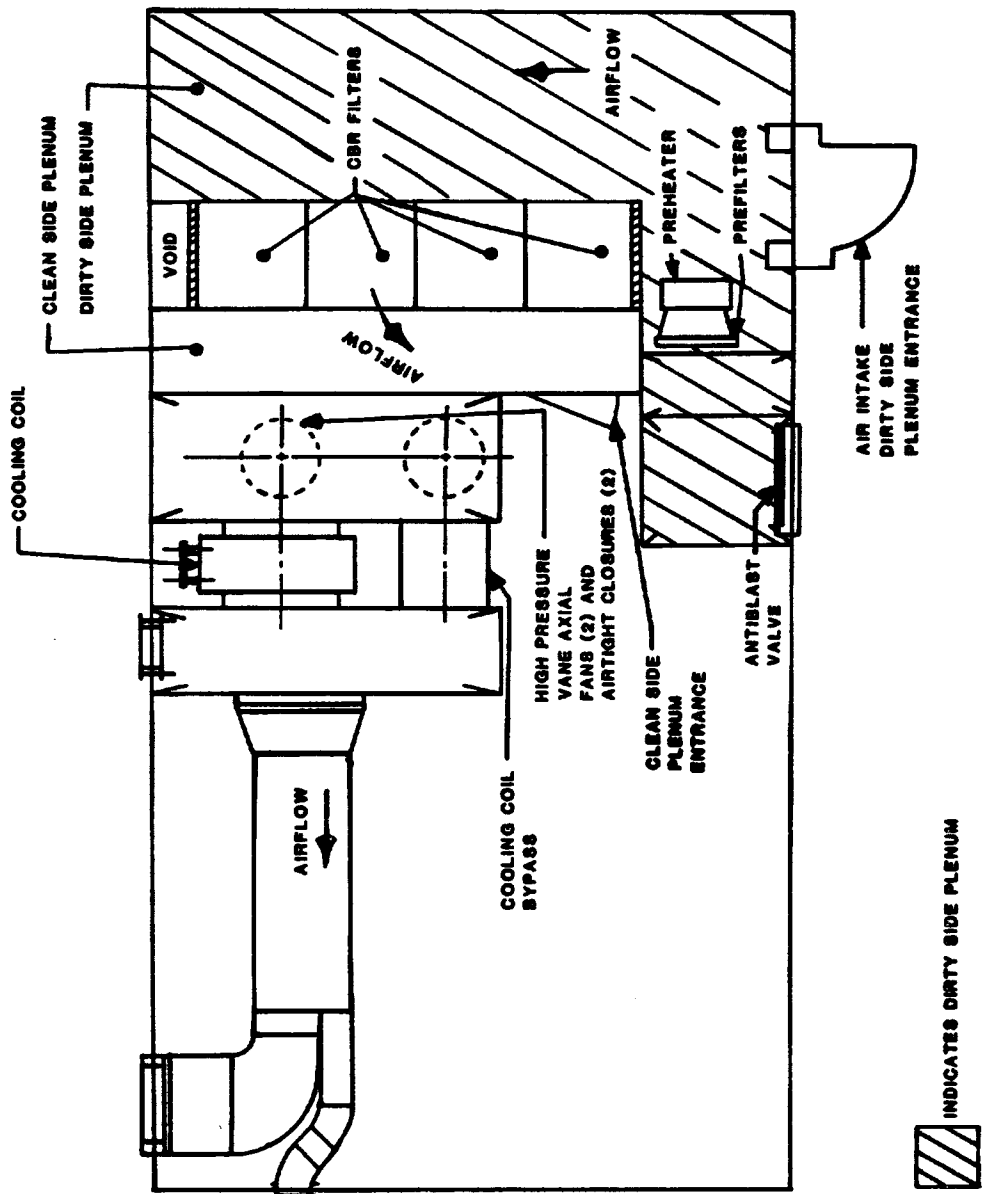 COOLING COIL
CLEAN SIDE PLENUM
DIRTY SIDE PLENUM
VOID
CBR FILTERS
AIRFLOW
AIRFLOW
PREHEATER
PREFILTERS
AIRFLOW
HIGH PRESSURE
VANE AXIAL
FANS (2) AND
AIRTIGHT CLOSURES (2)
COOLING COIL
BYPASS
CLEAN SIDE
PLENUM
ENTRANCE
ANTIBLAST
VALVE
AIR INTAKE
DIRTY SIDE
PLENUM ENTRANCE
INDICATES DIRTY SIDE PLENUM